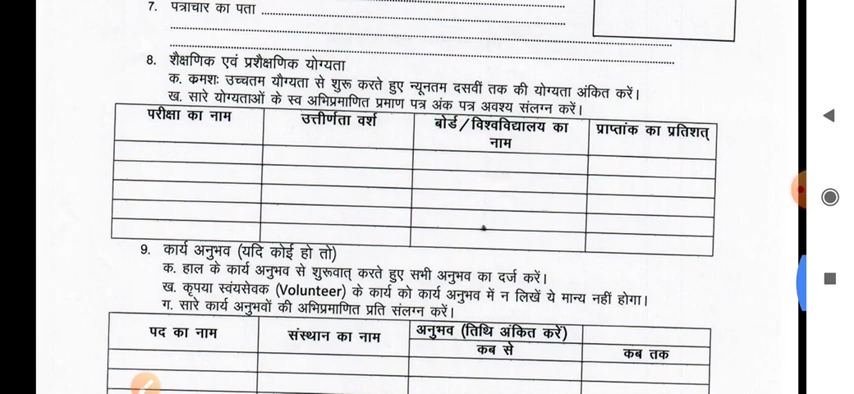 7. पत्राचार का पता
8. शैक्षणिक एवं प्रशैक्षणिक योग्यता
क. क्रमशः उच्चतम यौग्यता से शुरू करते हुए न्यूनतम दसवीं तक की योग्यता अंकित करें।
ख. सारे योग्यताओं के स्व अभिप्रमाणित प्रमाण पत्र अंक पत्र अवश्य संलग्न करें।
परीक्षा का नाम उत्तीर्णता वर्श बोर्ड/विश्वविद्यालय का प्राप्तांक का प्रतिशत्
नाम
9. कार्य अनुभव (यदि कोई हो तो)
क. हाल के कार्य अनुभव से शुरूवात् करते हुए सभी अनुभव का दर्ज करें।
ख. कृपया स्वंयसेवक (Volunteer) के कार्य को कार्य अनुभव में न लिखें ये मान्य नहीं होगा।
ग. सारे कार्य अनुभवों की अभिप्रमाणित प्रति संलग्न करें।
पद का नाम संस्थान का नाम अनुभव (तिथि अंकित करें)
कब से कब तक